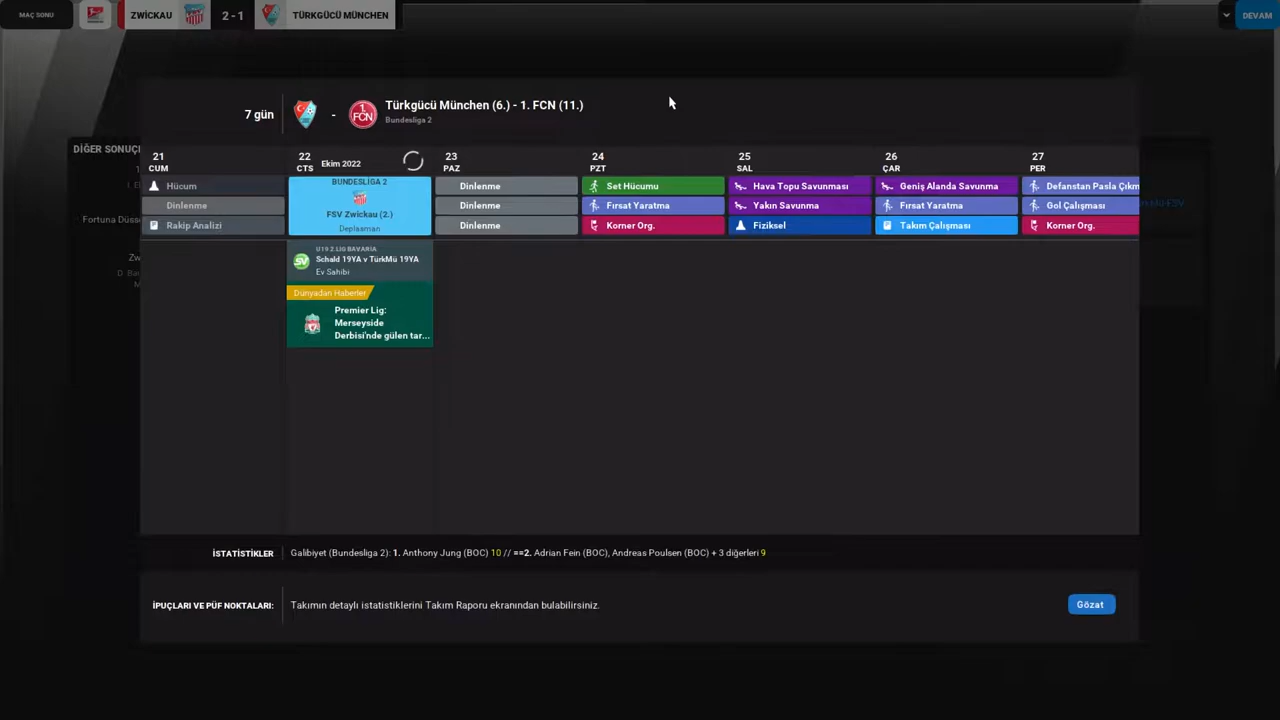 MAÇ SONU
ZWİCKAU 2 - 1 TÜRKGÜCÜ MÜNCHEN
DEVAM
7 gün - Türkgücü München (6.) - 1. FCN (11.)
Bundesliga 2
DİĞER SONUÇ
21 CUM
22 CTS Ekim 2022
23 PAZ
24 PZT
25 SAL
26 ÇAR
27 PER
Hücum
Dinlenme
Rakip Analizi
BUNDESLİGA 2
FSV Zwickau (2.)
Deplasman
Dinlenme
Dinlenme
Dinlenme
Set Hücumu
Fırsat Yaratma
Korner Org.
Hava Topu Savunması
Yakın Savunma
Fiziksel
Geniş Alanda Savunma
Fırsat Yaratma
Takım Çalışması
Defanstan Pasla Çıkm
Gol Çalışması
Korner Org.
Fortuna Düsse
U19 2.LİG BAVARIA
Schald 19YA v TürkMü 19YA
Ev Sahibi
Dünyadan Haberler
Premier Lig:
Merseyside
Derbisi'nde gülen tar...
İSTATİSTİKLER Galibiyet (Bundesliga 2): 1. Anthony Jung (BOC) 10 // ==2. Adrian Fein (BOC), Andreas Poulsen (BOC) + 3 diğerleri 9
İPUÇLARI VE PÜF NOKTALARI: Takımın detaylı istatistiklerini Takım Raporu ekranından bulabilirsiniz.
Gözat